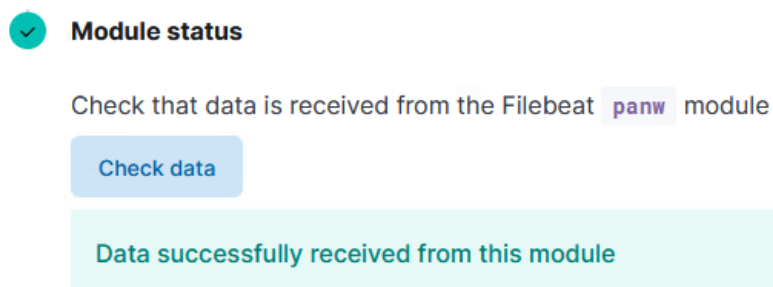 Module status
Check that data is received from the Filebeat panw module
Check data
Data successfully received from this module